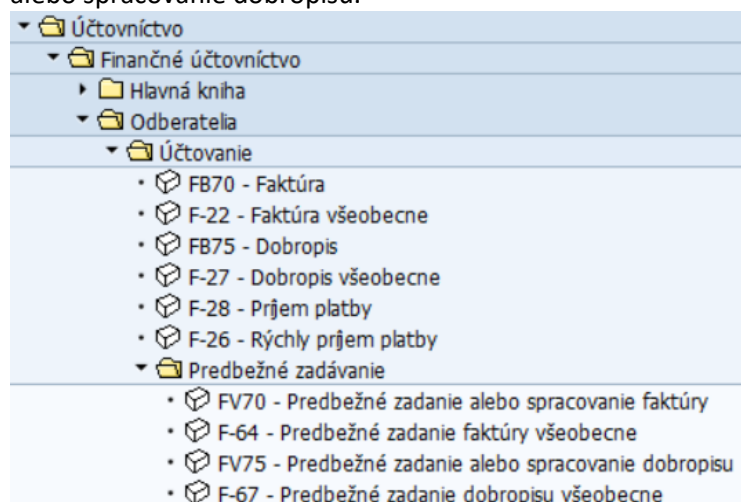 alebo spracovanie dobropisu.
Účtovníctvo
Finančné účtovníctvo
Hlavná kniha
Odberatelia
Účtovanie
FB70 - Faktúra
F-22 - Faktúra všeobecne
FB75 - Dobropis
F-27 - Dobropis všeobecne
F-28 - Príjem platby
F-26 - Rýchly príjem platby
Predbežné zadávanie
FV70 - Predbežné zadanie alebo spracovanie faktúry
F-64 - Predbežné zadanie faktúry všeobecne
FV75 - Predbežné zadanie alebo spracovanie dobropisu
F-67 - Predbežné zadanie dobropisu všeobecne